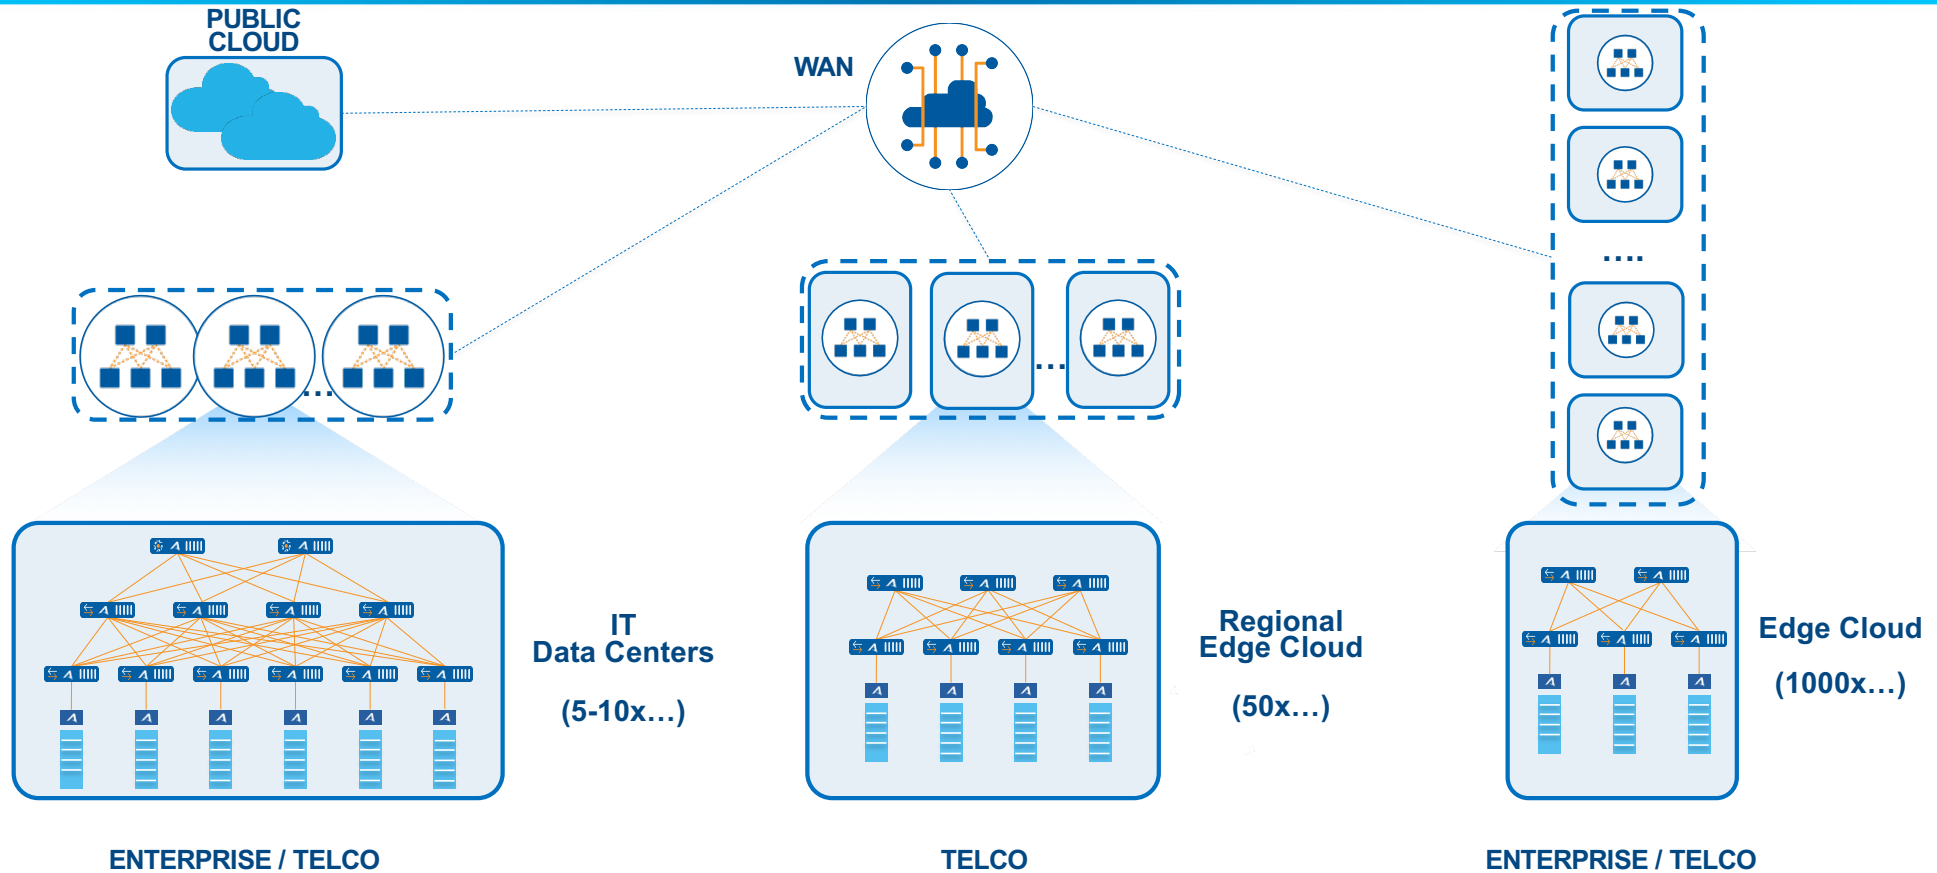 PUBLIC
CLOUD
WAN
....
...
...
IT
Data Centers
(5-10x...)
Regional
Edge Cloud
(50x...)
Edge Cloud
(1000x...)
ENTERPRISE / TELCO
TELCO
ENTERPRISE / TELCO